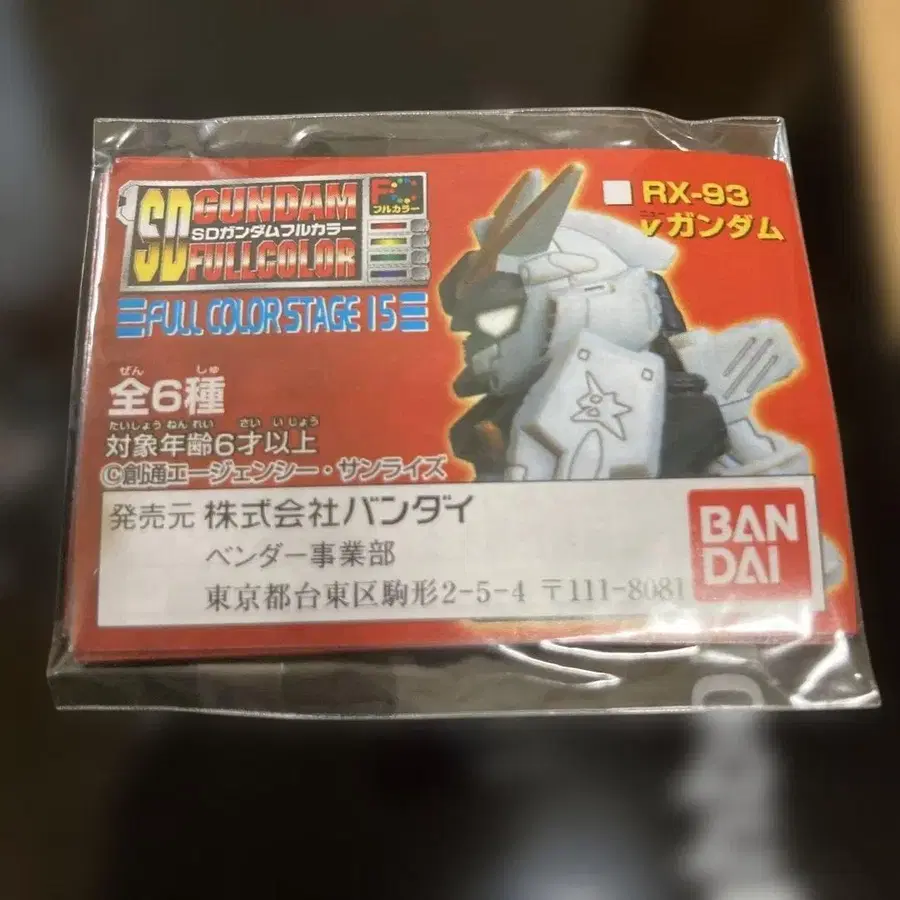 SD GUNDAM FULLCOLOR
SDガンダムフルカラー
F
フルカラー
FULL COLOR STAGE 15
RX-93
ニュー
νガンダム
ぜん しゅ
全6種
たいしょう ねん れい さい い じょう
対象年齢6才以上
©創通エージェンシー・サンライズ
発売元 株式会社バンダイ
ベンダー事業部
東京都台東区駒形2-5-4 〒111-8081
BAN
DAI